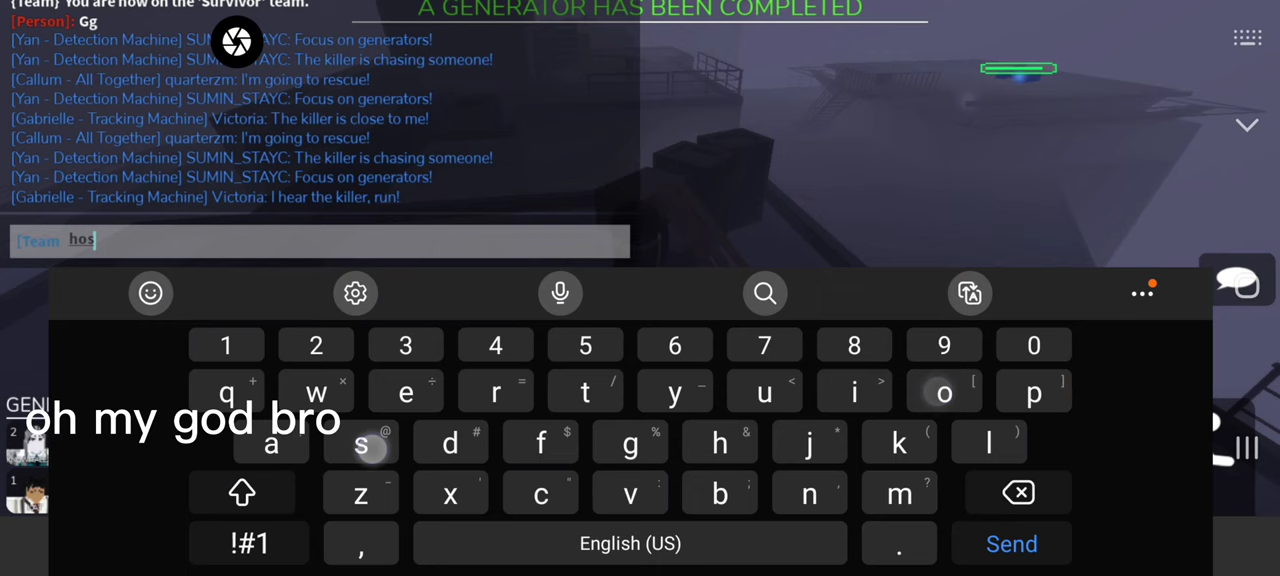 {Team} You are now on the 'Survivor' team.
A GENERATOR HAS BEEN COMPLETED
[Person]: Gg
[Yan - Detection Machine] SUMIN_STAYC: Focus on generators!
[Yan - Detection Machine] SUMIN_STAYC: The killer is chasing someone!
[Callum - All Together] quarterzm: I'm going to rescue!
[Yan - Detection Machine] SUMIN_STAYC: Focus on generators!
[Gabrielle - Tracking Machine] Victoria: The killer is close to me!
[Callum - All Together] quarterzm: I'm going to rescue!
[Yan - Detection Machine] SUMIN_STAYC: The killer is chasing someone!
[Yan - Detection Machine] SUMIN_STAYC: Focus on generators!
[Gabrielle - Tracking Machine] Victoria: I hear the killer, run!
[Team hos
1 2 3 4 5 6 7 8 9 0
q + w × e ÷ r = t / y _ u < i > o [ p ]
GEN
oh my god bro
2
a s @ d # f $ g % h & j * k ( l )
1
z - x ' c " v : b ; n , m ?
!#1 , English (US) . Send